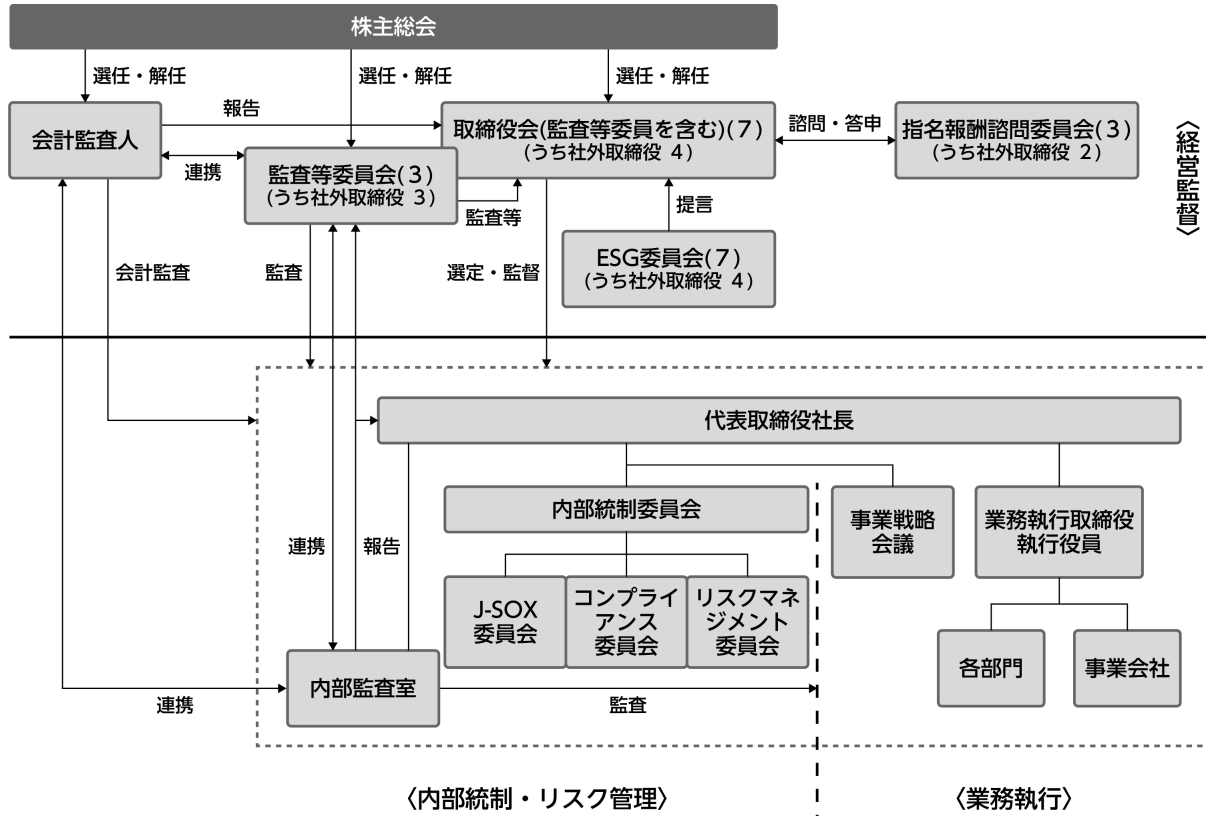 株主総会
選任・解任
選任・解任
選任・解任
会計監査人
報告
取締役会(監査等委員を含む)(7)
(うち社外取締役 4)
諮問・答申
指名報酬諮問委員会(3)
(うち社外取締役 2)
〈経営監督〉
連携
監査等委員会(3)
(うち社外取締役 3)
監査等
提言
ESG委員会(7)
(うち社外取締役 4)
会計監査
監査
選定・監督
代表取締役社長
内部統制委員会
事業戦略
会議
業務執行取締役
執行役員
連携
報告
J-SOX
委員会
コンプライ
アンス
委員会
リスクマネ
ジメント
委員会
各部門
事業会社
内部監査室
連携
監査
〈内部統制・リスク管理〉
〈業務執行〉